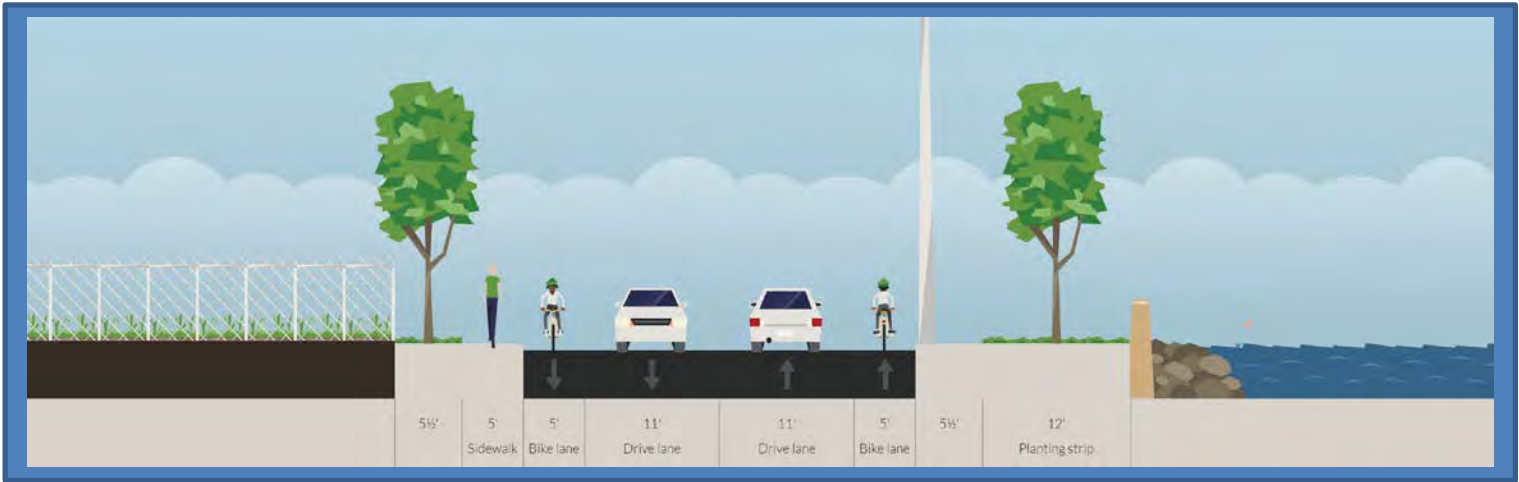 5½' 5' 5' 11' 11' 5' 5½' 12'
Sidewalk Bike lane Drive lane Drive lane Bike lane Planting strip